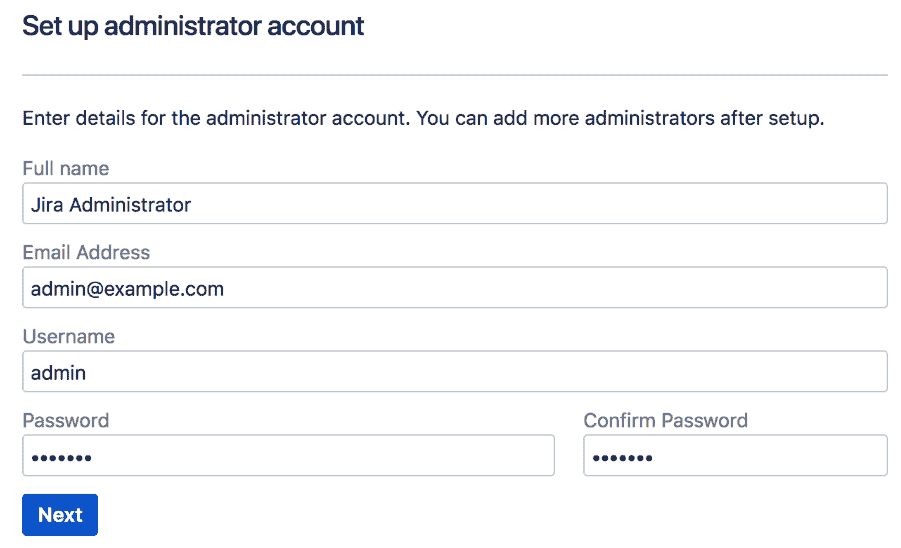 Set up administrator account
Enter details for the administrator account. You can add more administrators after setup.
Full name
Jira Administrator
Email Address
admin@example.com
Username
admin
Password
Confirm Password
•••••••
•••••••
Next